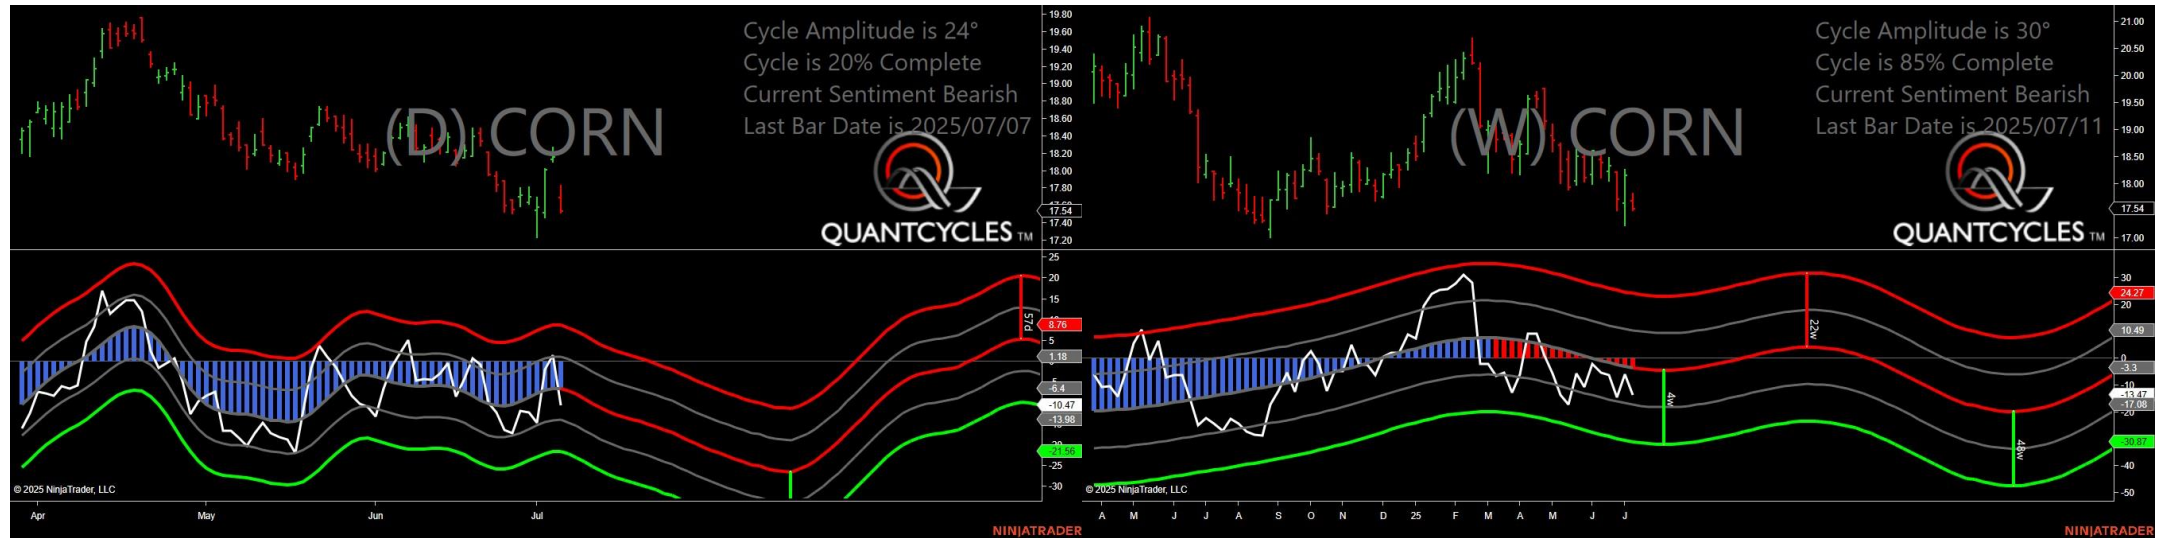 Cycle Amplitude is 24°
Cycle is 20% Complete
Current Sentiment Bearish
Last Bar Date is 2025/07/07
(D) CORN
QUANTCYCLES TM
19.80
19.60
19.40
19.20
19.00
18.80
18.60
18.40
18.20
18.00
17.80
17.54
17.40
17.20
25
20
15
57d
8.76
5
1.18
-6.4
-10.47
-13.98
-21.56
-25
-30
© 2025 NinjaTrader, LLC
Apr May Jun Jul
NINJATRADER
Cycle Amplitude is 30°
Cycle is 85% Complete
Current Sentiment Bearish
Last Bar Date is 2025/07/11
(W) CORN
QUANTCYCLES TM
21.00
20.50
20.00
19.50
19.00
18.50
18.00
17.54
17.00
30
24.27
20
10.49
0
-3.3
-10
-13.47
-17.08
-20
-30.87
-40
-50
22w
4w
48w
© 2025 NinjaTrader, LLC
A M J J A S O N D 25 F M A M J J
NINJATRADER